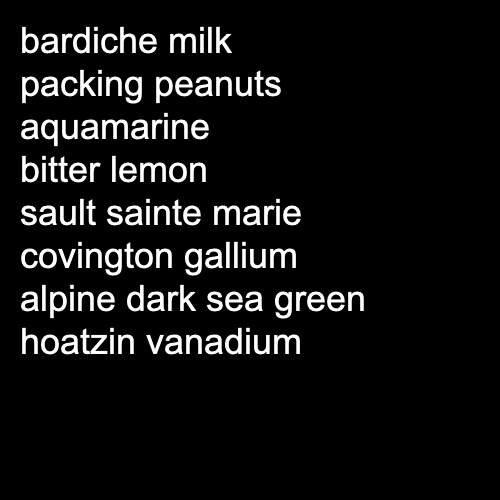 bardiche milk
packing peanuts
aquamarine
bitter lemon
sault sainte marie
covington gallium
alpine dark sea green
hoatzin vanadium